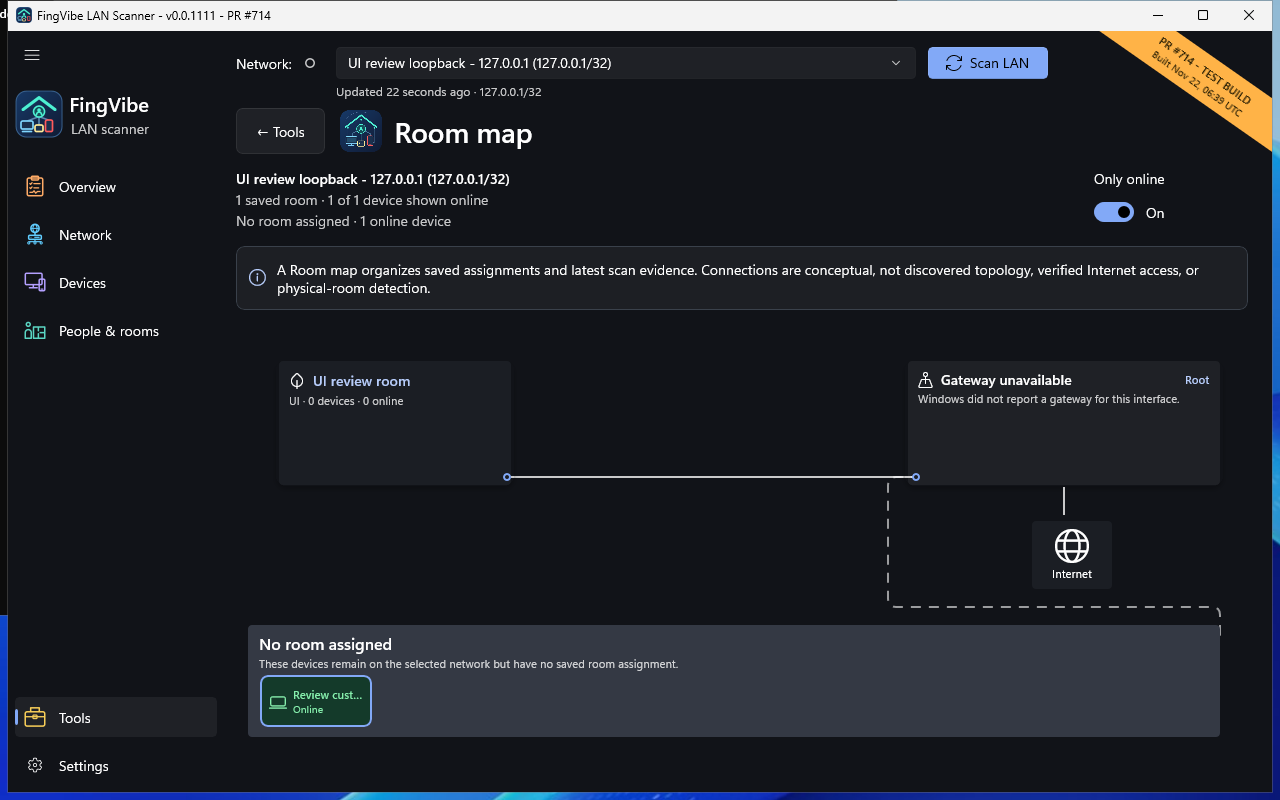 FingVibe LAN Scanner - v0.0.1111 - PR #714
PR #714 - TEST BUILD
Built Nov 22, 06:39 UTC
Network:
UI review loopback - 127.0.0.1 (127.0.0.1/32)
Scan LAN
Updated 22 seconds ago · 127.0.0.1/32
FingVibe
LAN scanner
← Tools
Room map
Overview
Network
Devices
People & rooms
Tools
Settings
UI review loopback - 127.0.0.1 (127.0.0.1/32)
1 saved room · 1 of 1 device shown online
No room assigned · 1 online device
Only online
On
A Room map organizes saved assignments and latest scan evidence. Connections are conceptual, not discovered topology, verified Internet access, or
physical-room detection.
UI review room
UI · 0 devices · 0 online
Gateway unavailable
Root
Windows did not report a gateway for this interface.
Internet
No room assigned
These devices remain on the selected network but have no saved room assignment.
Review cust...
Online